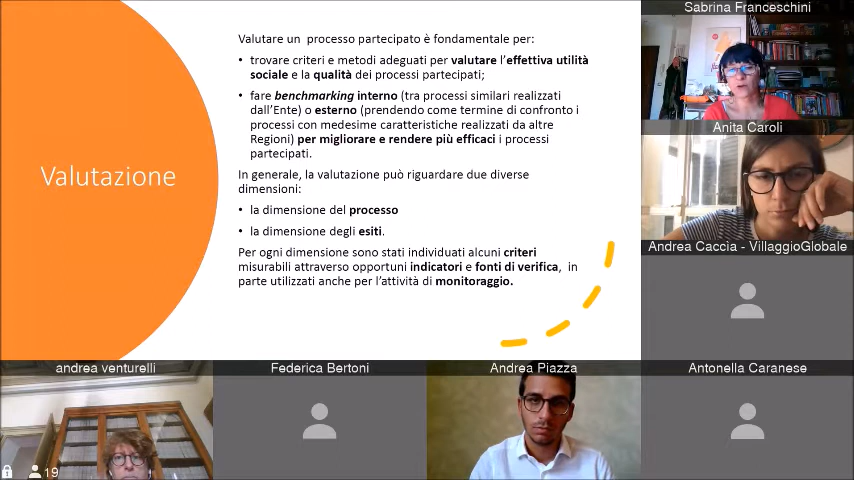 Sabrina Franceschini
Valutare un processo partecipato è fondamentale per:
• trovare criteri e metodi adeguati per valutare l'effettiva utilità
sociale e la qualità dei processi partecipati;
• fare benchmarking interno (tra processi similari realizzati
dall'Ente) o esterno (prendendo come termine di confronto i
processi con medesime caratteristiche realizzati da altre
Regioni) per migliorare e rendere più efficaci i processi
partecipati.
Anita Caroli
Valutazione
In generale, la valutazione può riguardare due diverse
dimensioni:
• la dimensione del processo
• la dimensione degli esiti.
Andrea Caccia - VillaggioGlobale
Per ogni dimensione sono stati individuati alcuni criteri
misurabili attraverso opportuni indicatori e fonti di verifica, in
parte utilizzati anche per l'attività di monitoraggio.
andrea venturelli
Federica Bertoni
Andrea Piazza
Antonella Caranese
19